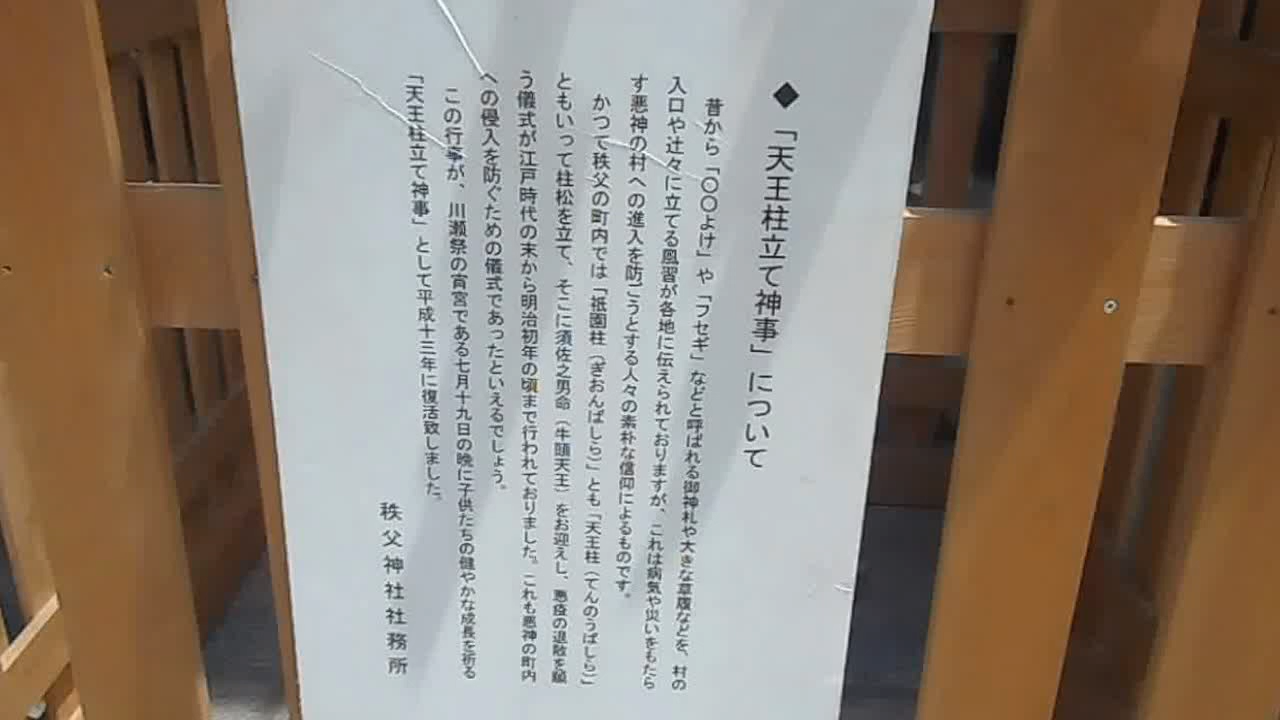 ◆「天王柱立て神事」について
昔から「〇〇よけ」や「フセギ」などと呼ばれる御神札や大きな草履などを、村の
入口や辻々に立てる風習が各地に伝えられておりますが、これは病気や災いをもたら
す悪神の村への進入を防ごうとする人々の素朴な信仰によるものです。
かつて秩父の町内では「祇園柱（ぎおんばしら）」とも「天王柱（てんのうばしら）」
ともいって柱松を立て、そこに須佐之男命（牛頭天王）をお迎えし、悪疫の退散を願
う儀式が江戸時代の末から明治初年の頃まで行われておりました。これも悪神の町内
への侵入を防ぐための儀式であったといえるでしょう。
この行事が、川瀬祭の宵宮である七月十九日の晩に子供たちの健やかな成長を祈る
「天王柱立て神事」として平成十三年に復活致しました。
秩父神社社務所